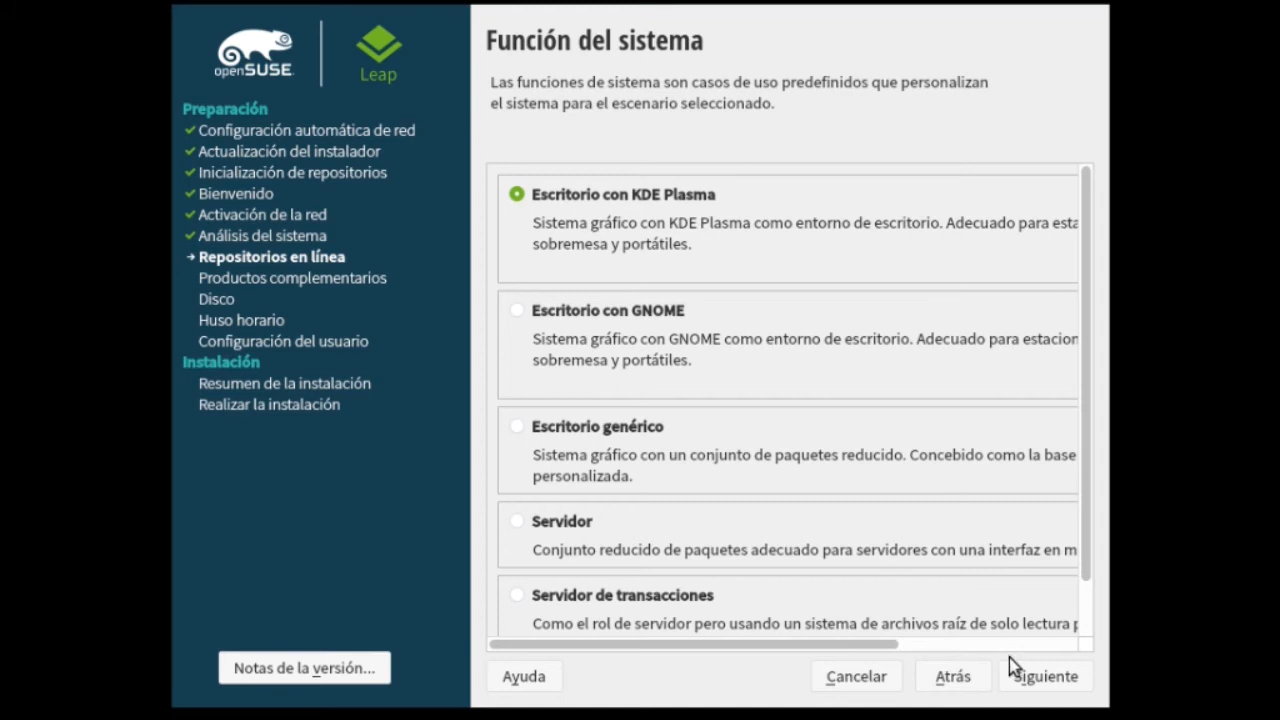 openSUSE
Leap
Preparación
Configuración automática de red
Actualización del instalador
Inicialización de repositorios
Bienvenido
Activación de la red
Análisis del sistema
Repositorios en línea
Productos complementarios
Disco
Huso horario
Configuración del usuario
Instalación
Resumen de la instalación
Realizar la instalación
Notas de la versión...
Función del sistema
Las funciones de sistema son casos de uso predefinidos que personalizan
el sistema para el escenario seleccionado.
Escritorio con KDE Plasma
Sistema gráfico con KDE Plasma como entorno de escritorio. Adecuado para esta
sobremesa y portátiles.
Escritorio con GNOME
Sistema gráfico con GNOME como entorno de escritorio. Adecuado para estacion
sobremesa y portátiles.
Escritorio genérico
Sistema gráfico con un conjunto de paquetes reducido. Concebido como la base
personalizada.
Servidor
Conjunto reducido de paquetes adecuado para servidores con una interfaz en m
Servidor de transacciones
Como el rol de servidor pero usando un sistema de archivos raíz de solo lectura p
Ayuda
Cancelar
Atrás
Siguiente